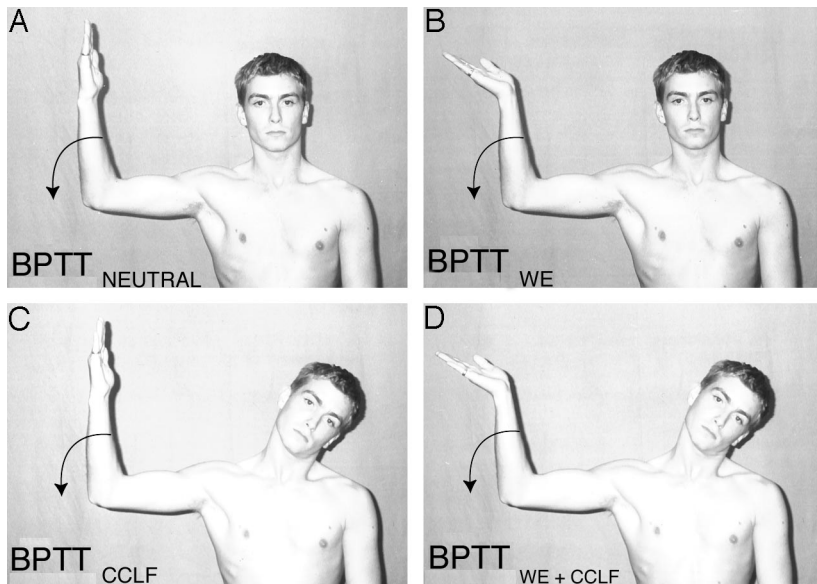 A
BPTT NEUTRAL
B
BPTT WE
C
BPTT CCLF
D
BPTT WE + CCLF